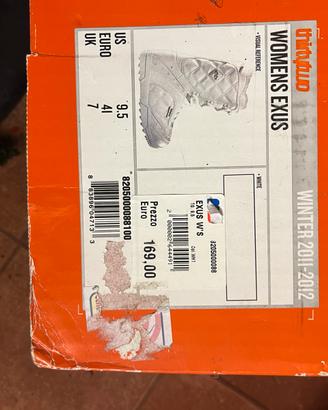 thirtytwo
WINTER 2011-2012
WOMENS EXUS
• VISUAL REFERENCE
• WHITE
US 9.5
EURO 41
UK 7
8205000088100
EXUS W'S
8205000088
Prezzo
Euro 169,00